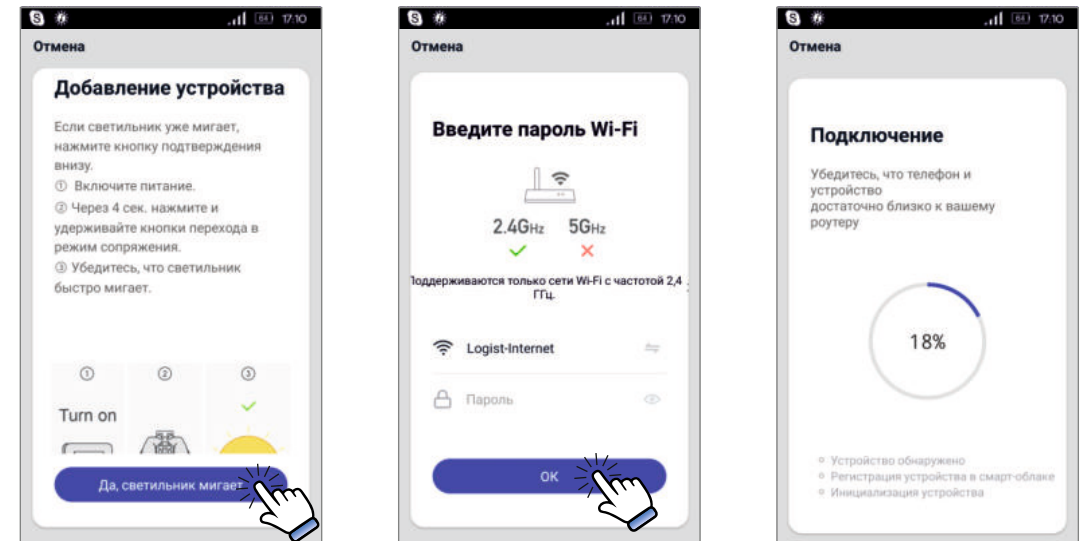 64 17:10
Отмена
Добавление устройства
Если светильник уже мигает,
нажмите кнопку подтверждения
внизу.
① Включите питание.
② Через 4 сек. нажмите и
удерживайте кнопки перехода в
режим сопряжения.
③ Убедитесь, что светильник
быстро мигает.
① ② ③
Turn on
Да, светильник мигает
64 17:10
Отмена
Введите пароль Wi-Fi
2.4GHz 5GHz
Поддерживаются только сети Wi-Fi с частотой 2,4
ГГц.
Logist-Internet
Пароль
OK
64 17:10
Отмена
Подключение
Убедитесь, что телефон и
устройство
достаточно близко к вашему
роутеру
18%
Устройство обнаружено
Регистрация устройства в смарт-облаке
Инициализация устройства